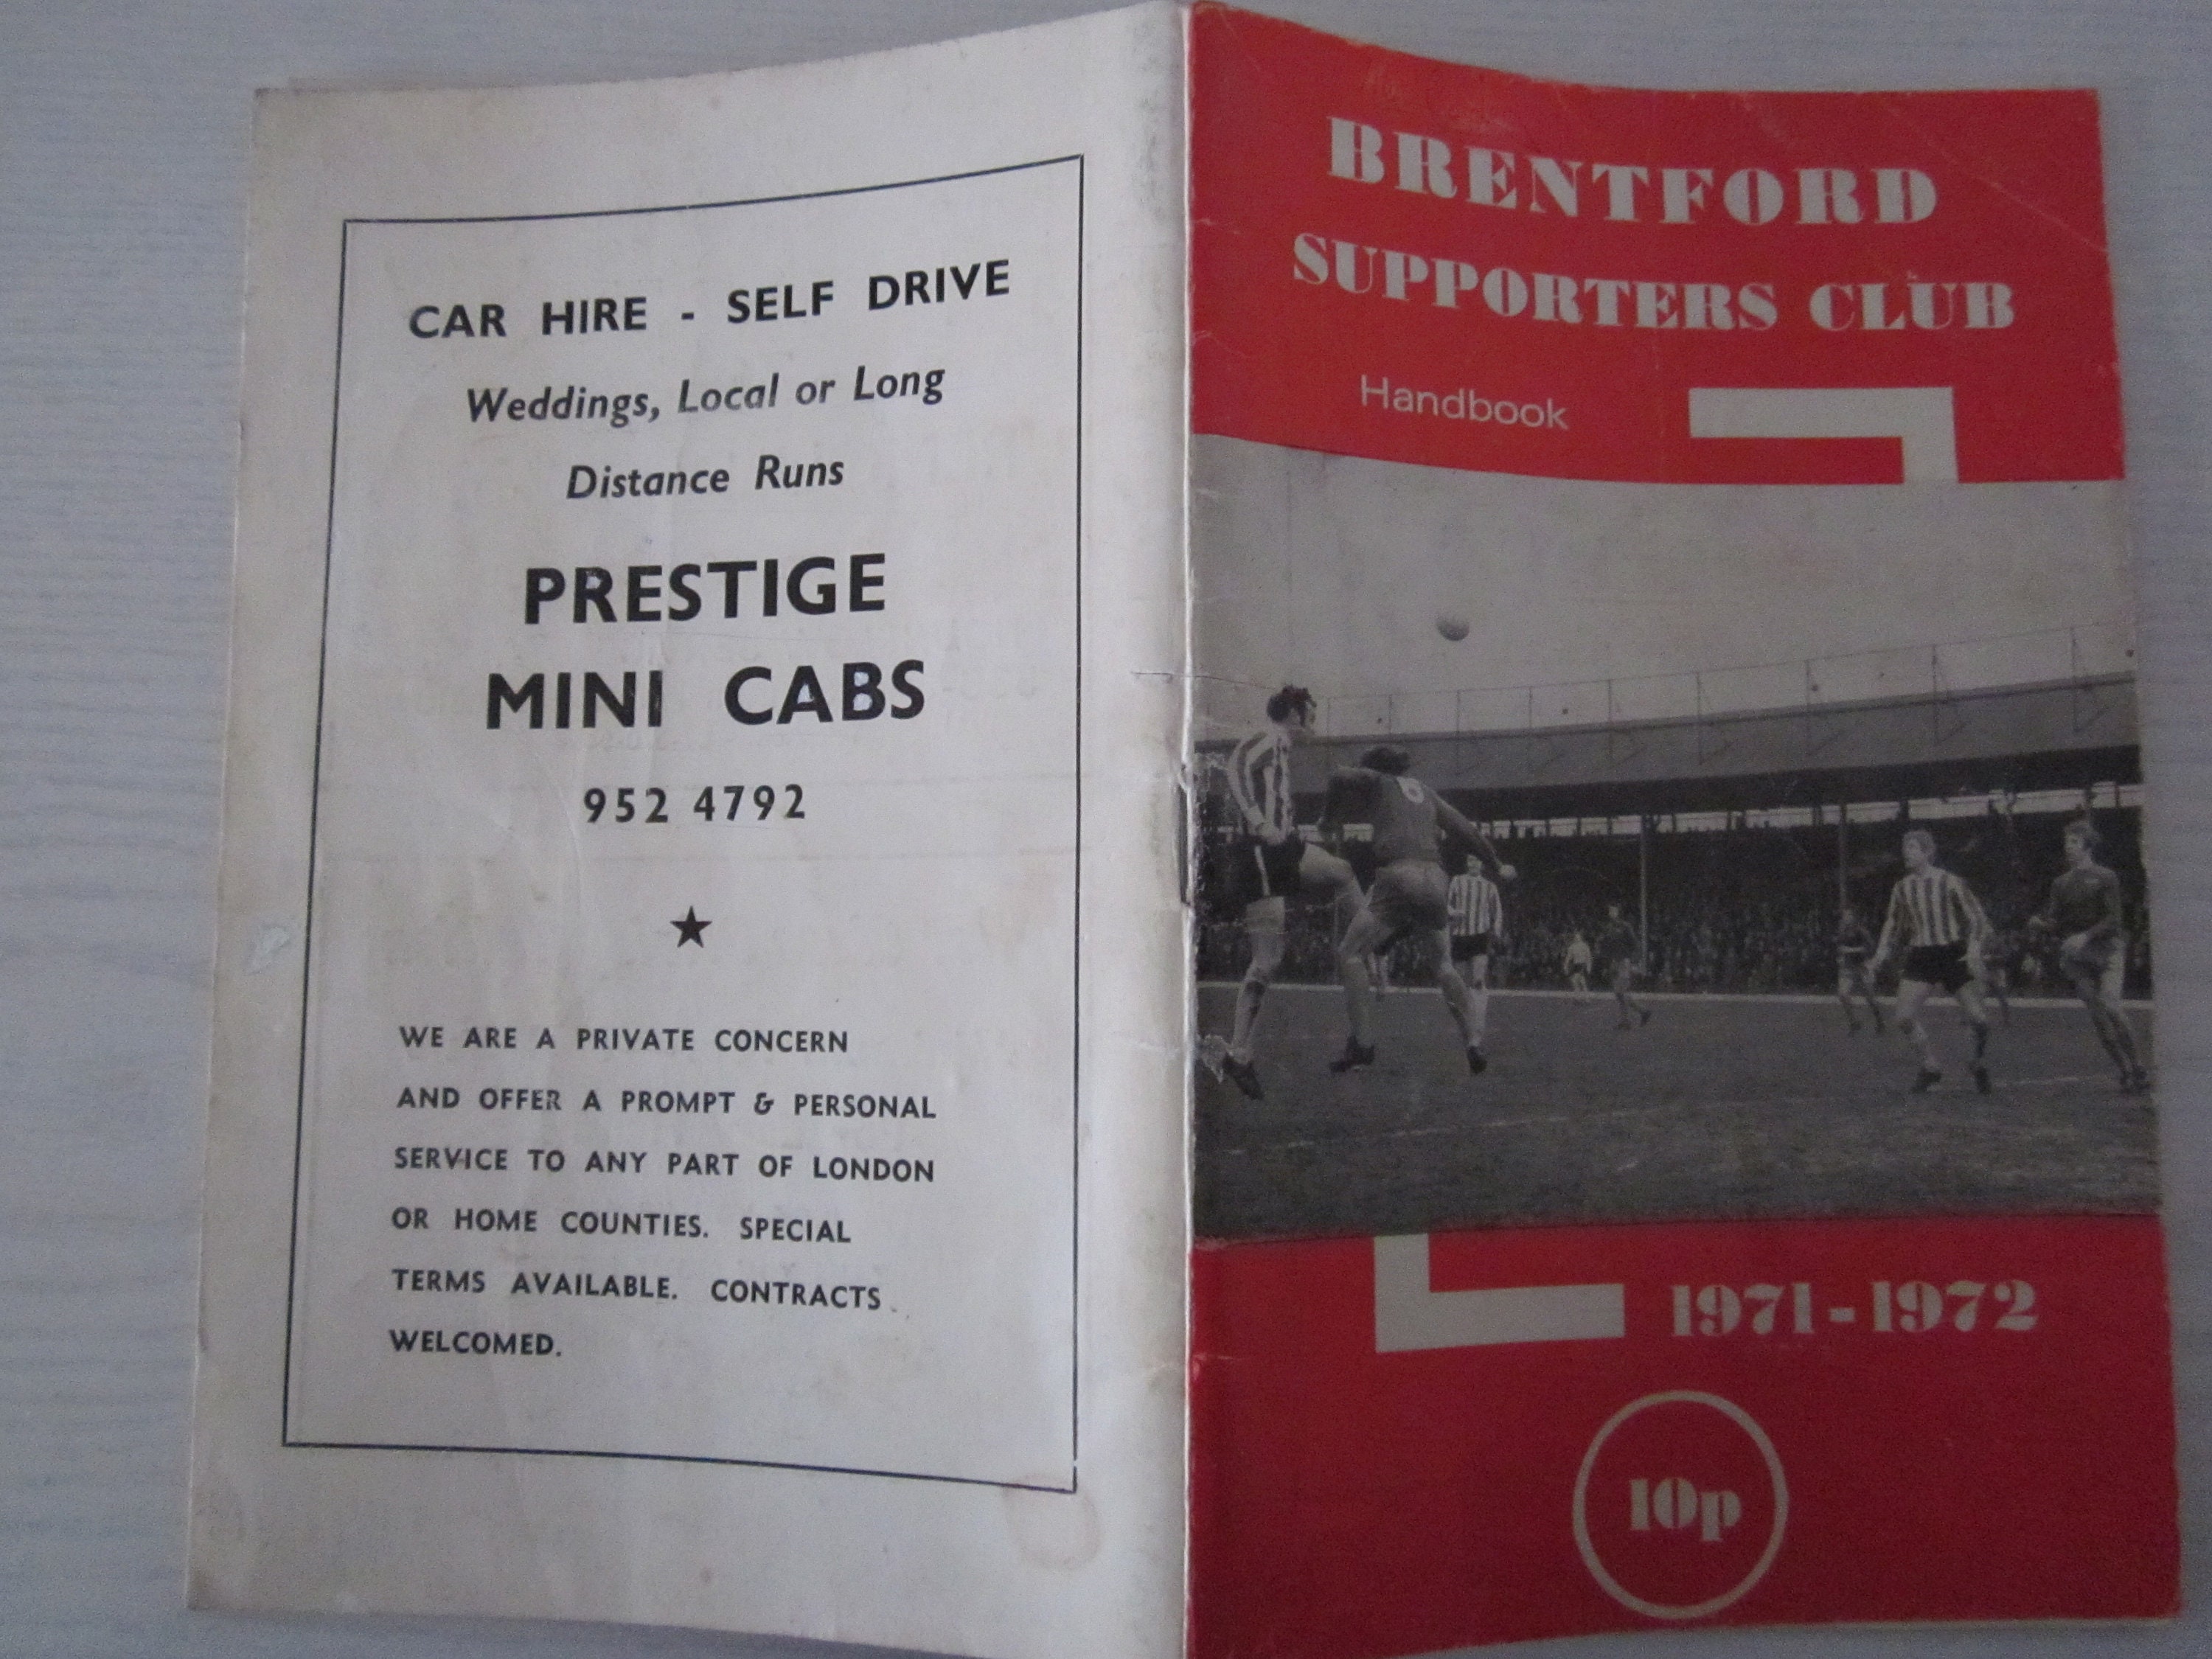 CAR HIRE - SELF DRIVE
Weddings, Local or Long
Distance Runs
PRESTIGE
MINI CABS
952 4792
WE ARE A PRIVATE CONCERN
AND OFFER A PROMPT & PERSONAL
SERVICE TO ANY PART OF LONDON
OR HOME COUNTIES. SPECIAL
TERMS AVAILABLE. CONTRACTS
WELCOMED.
BRENTFORD
SUPPORTERS CLUB
Handbook
6
1971-1972
10p